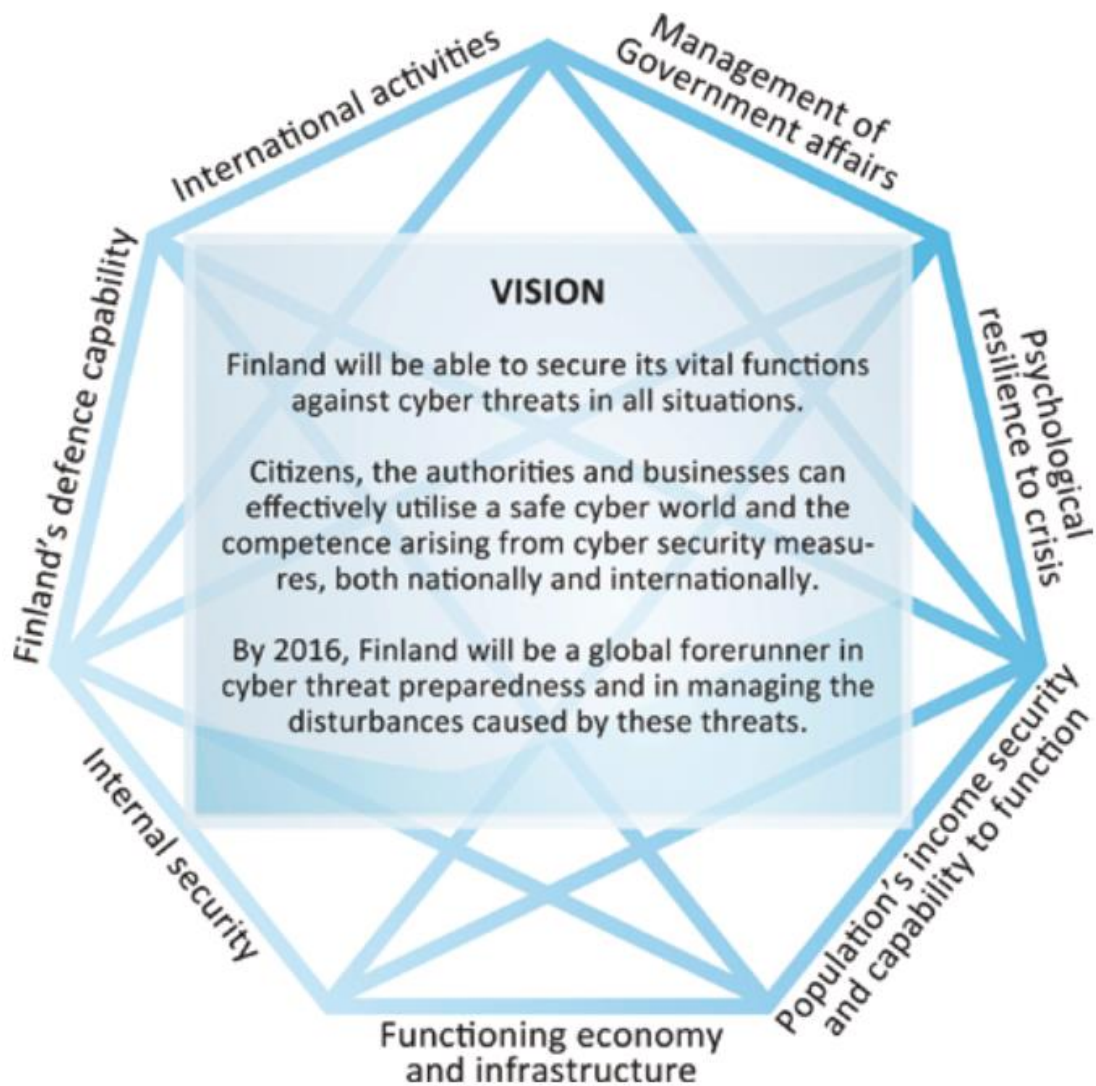 International activities
Management of
Government affairs
Psychological
resilience to crisis
Population's income security
and capability to function
Functioning economy
and infrastructure
Internal security
Finland's defence capability
VISION
Finland will be able to secure its vital functions
against cyber threats in all situations.
Citizens, the authorities and businesses can
effectively utilise a safe cyber world and the
competence arising from cyber security measu-
res, both nationally and internationally.
By 2016, Finland will be a global forerunner in
cyber threat preparedness and in managing the
disturbances caused by these threats.